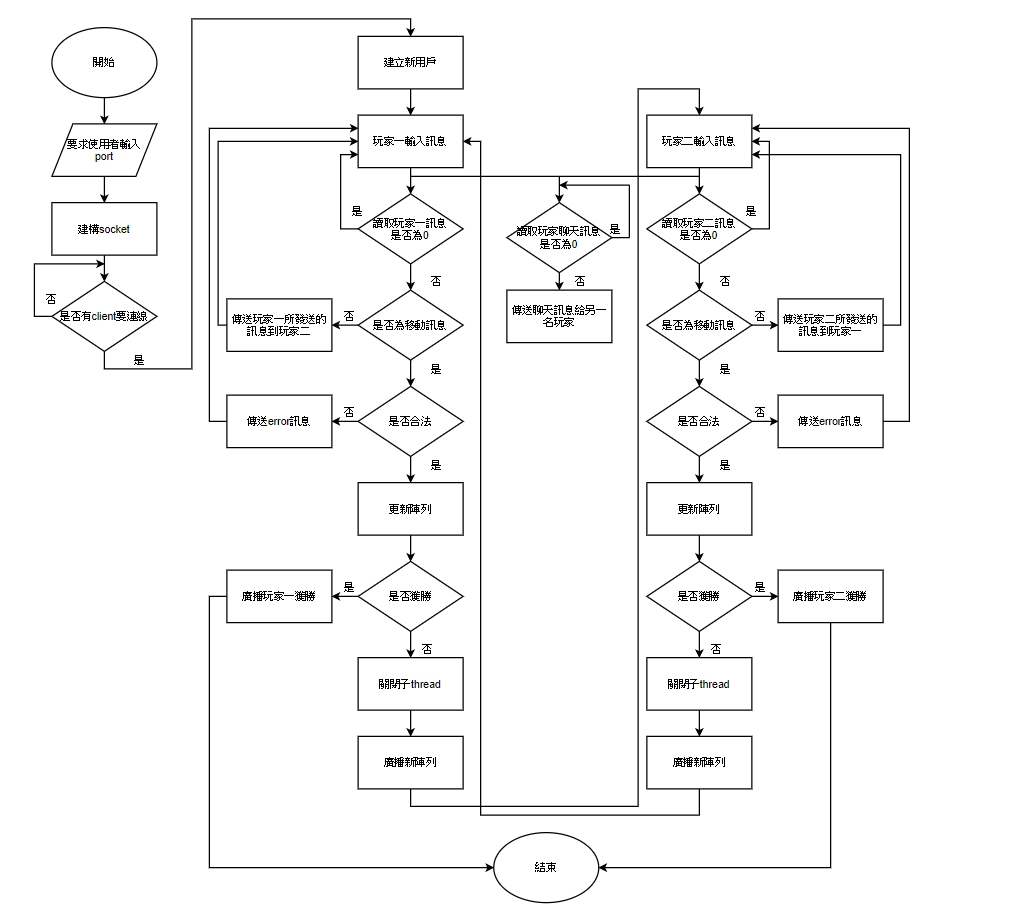 開始
要求使用者輸入
port
建構socket
是否有client要連線
否
是
建立新用戶
玩家一輸入訊息
讀取玩家一訊息
是否為0
是
否
是否為移動訊息
否
傳送玩家一所發送的
訊息到玩家二
是
是否合法
否
傳送error訊息
是
更新陣列
是否獲勝
是
廣播玩家一獲勝
否
關閉子thread
廣播新陣列
讀取玩家聊天訊息
是否為0
是
否
傳送聊天訊息給另一
名玩家
玩家二輸入訊息
讀取玩家二訊息
是否為0
是
否
是否為移動訊息
否
傳送玩家二所發送的
訊息到玩家一
是
是否合法
否
傳送error訊息
是
更新陣列
是否獲勝
是
廣播玩家二獲勝
否
關閉子thread
廣播新陣列
結束